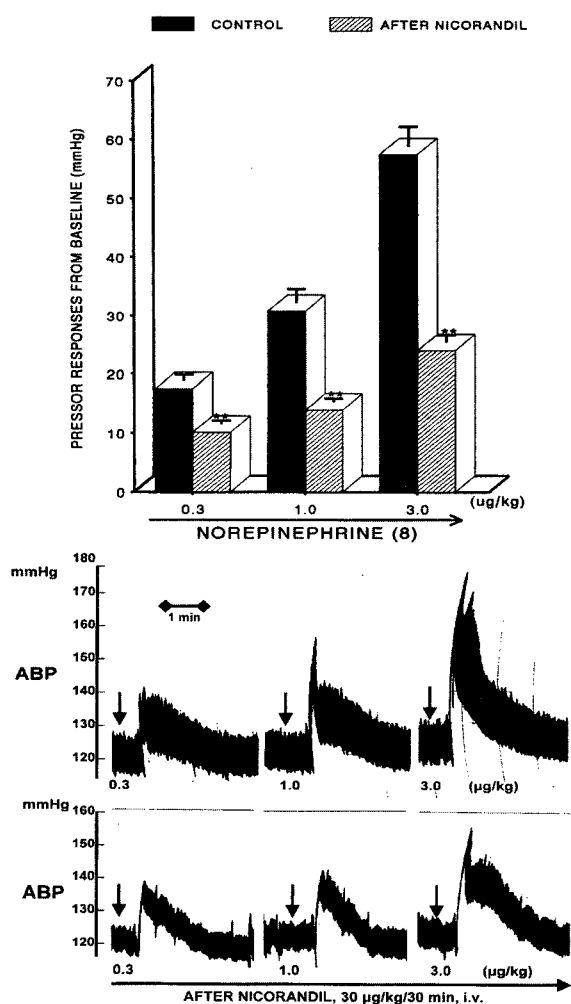 CONTROL AFTER NICORANDIL
PRESSOR RESPONSES FROM BASELINE (mmHg)
70
60
50
40
30
20
10
0
** ** **
0.3 1.0 3.0 (ug/kg)
NOREPINEPHRINE (8)
mmHg
ABP
180
170
160
150
140
130
120
1 min
0.3 1.0 3.0 (µg/kg)
mmHg
ABP
160
150
140
130
120
0.3 1.0 3.0 (µg/kg)
AFTER NICORANDIL, 30 µg/kg/30 min, i.v.